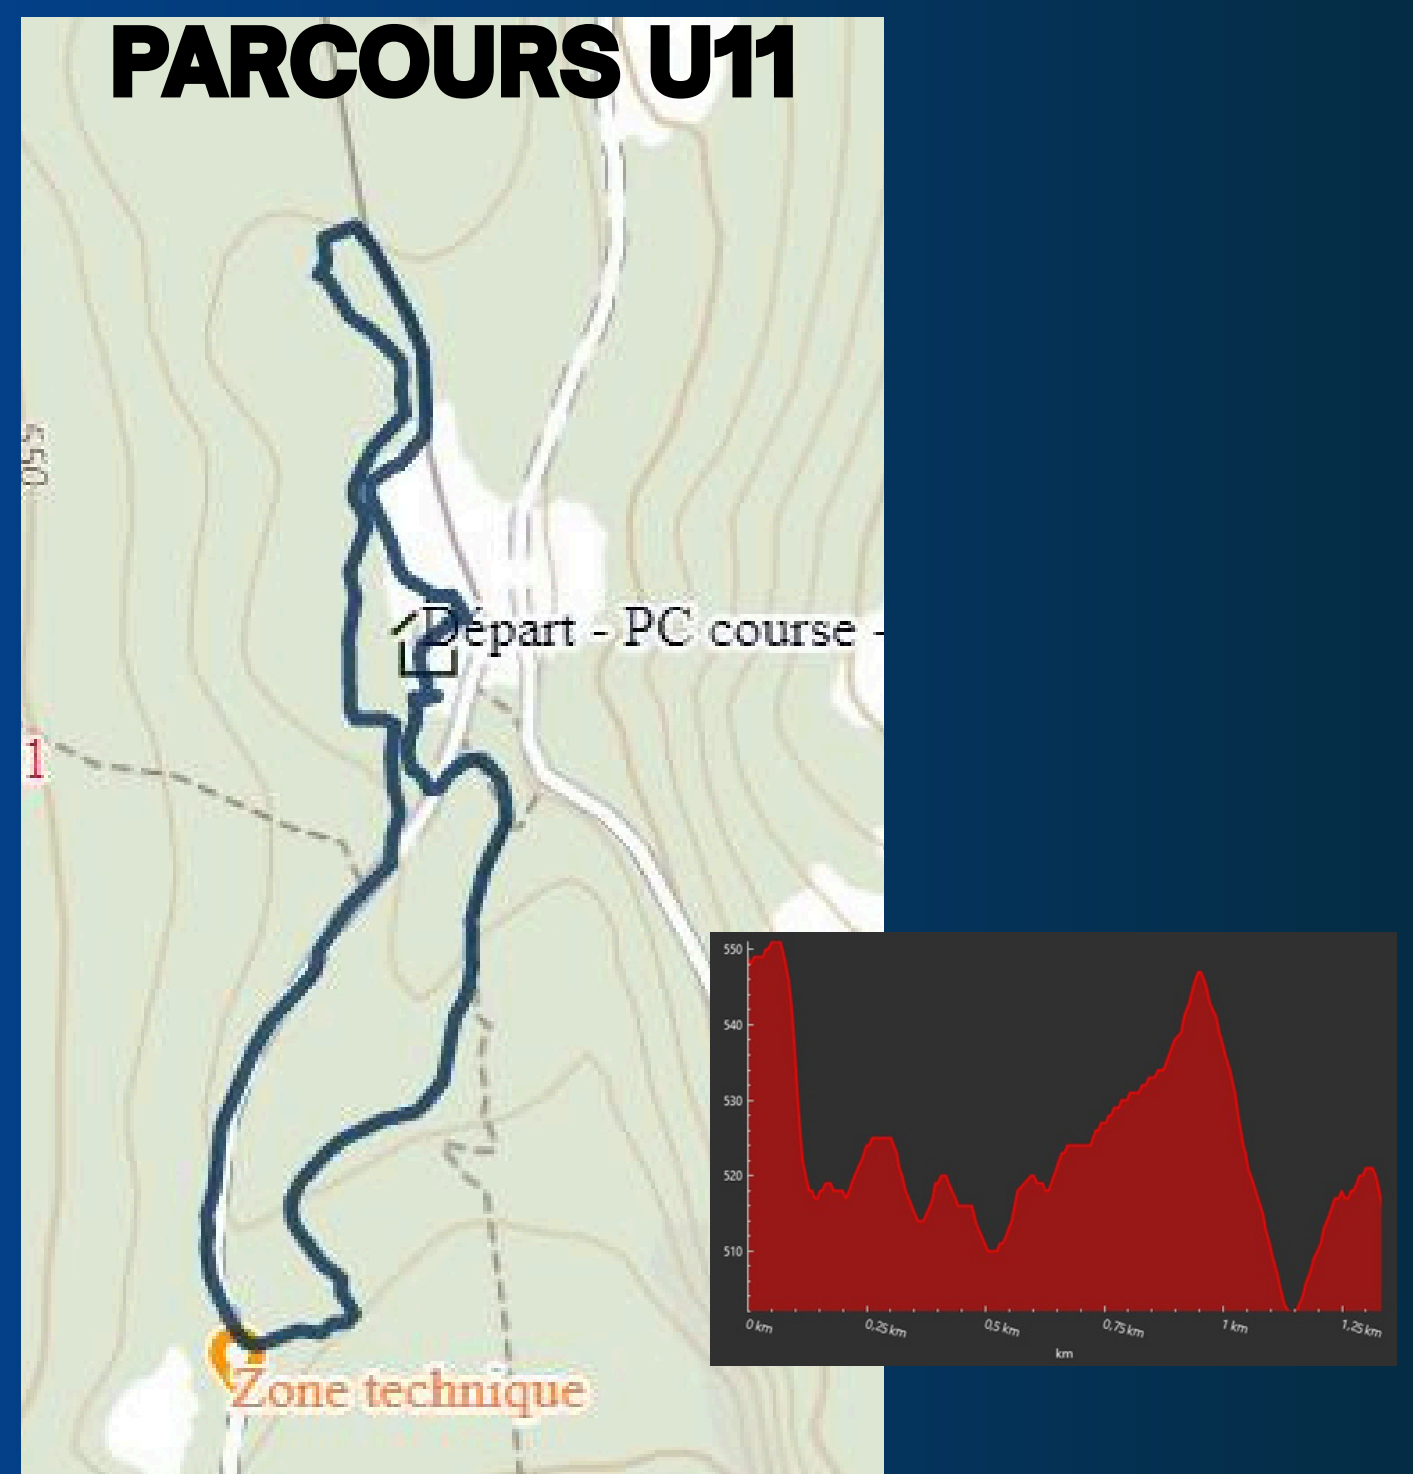 PARCOURS U11
550
Départ - PC course -
1
Zone technique
550
540
530
520
510
0 km
0,25 km
0,5 km
0,75 km
1 km
1,25 km
km